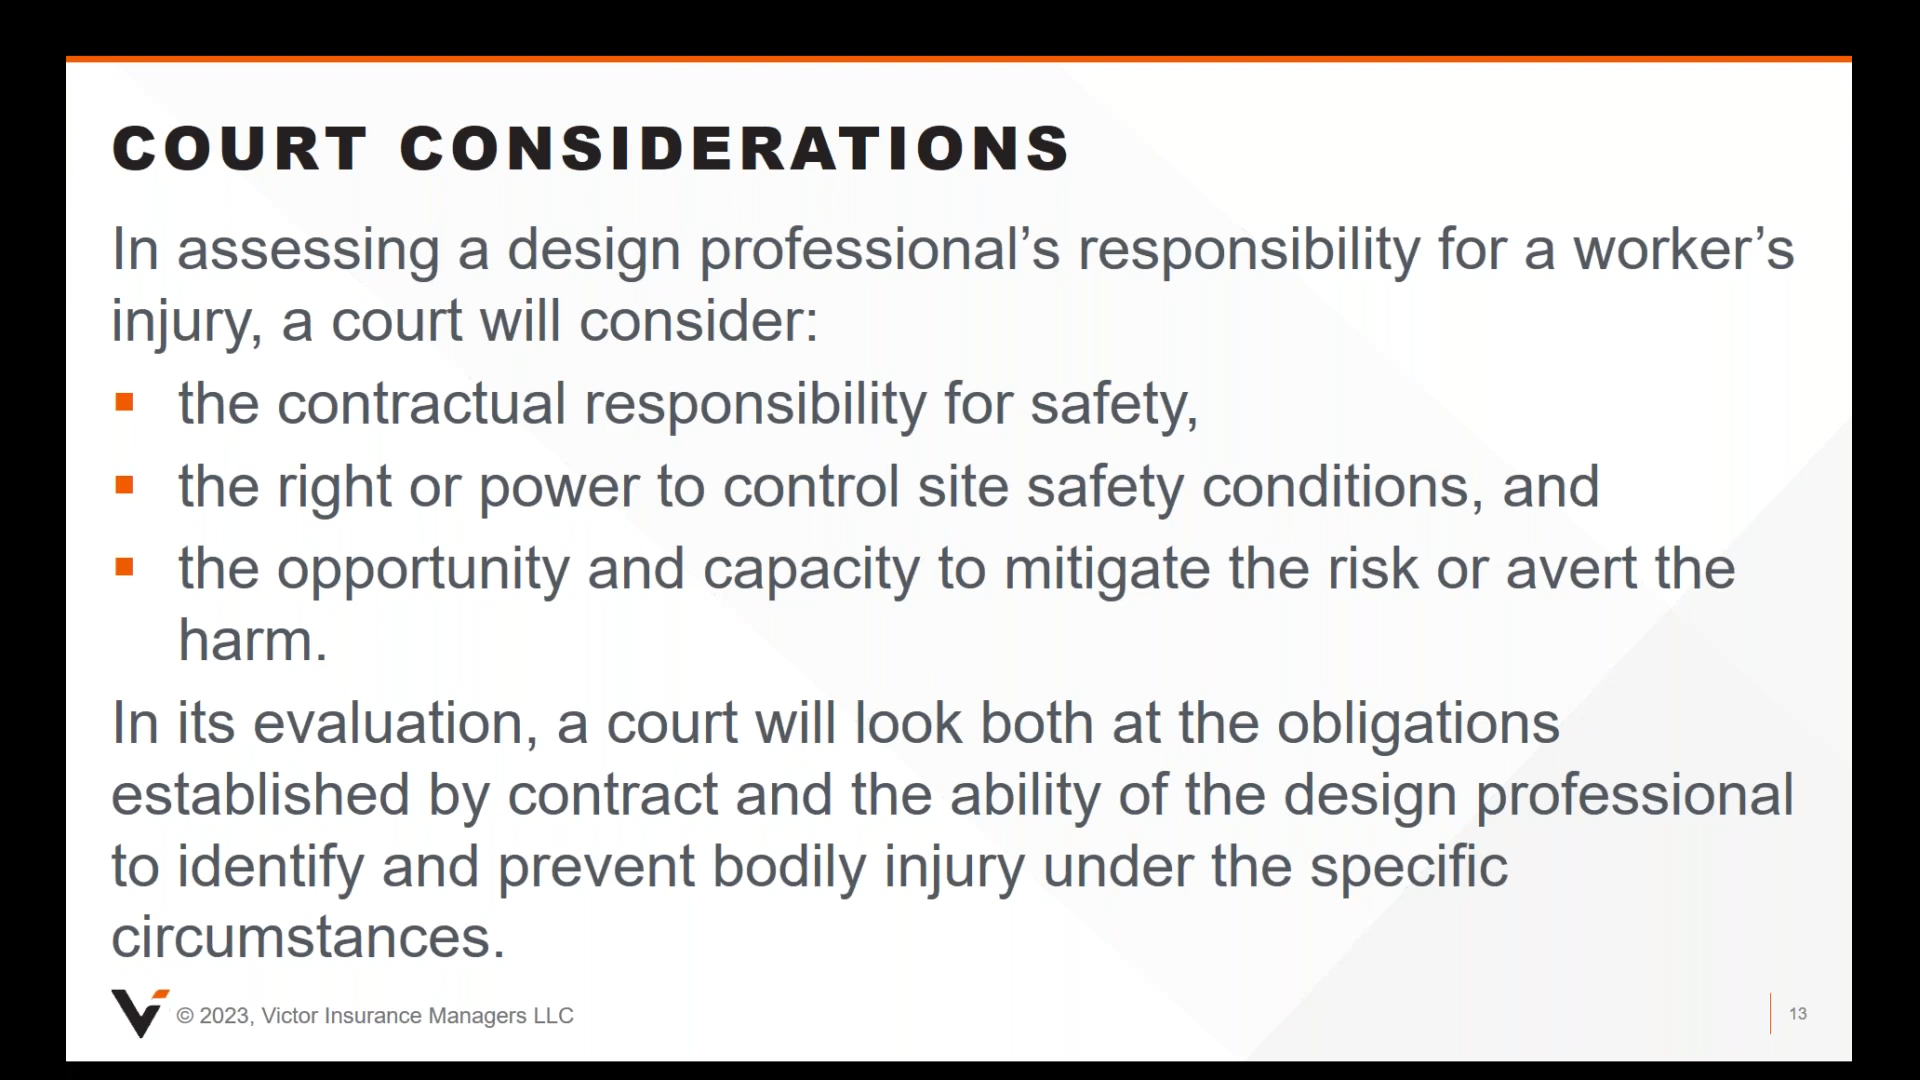 COURT CONSIDERATIONS
In assessing a design professional’s responsibility for a worker’s
injury, a court will consider:
▪ the contractual responsibility for safety,
▪ the right or power to control site safety conditions, and
▪ the opportunity and capacity to mitigate the risk or avert the
harm.
In its evaluation, a court will look both at the obligations
established by contract and the ability of the design professional
to identify and prevent bodily injury under the specific
circumstances.
© 2023, Victor Insurance Managers LLC
13